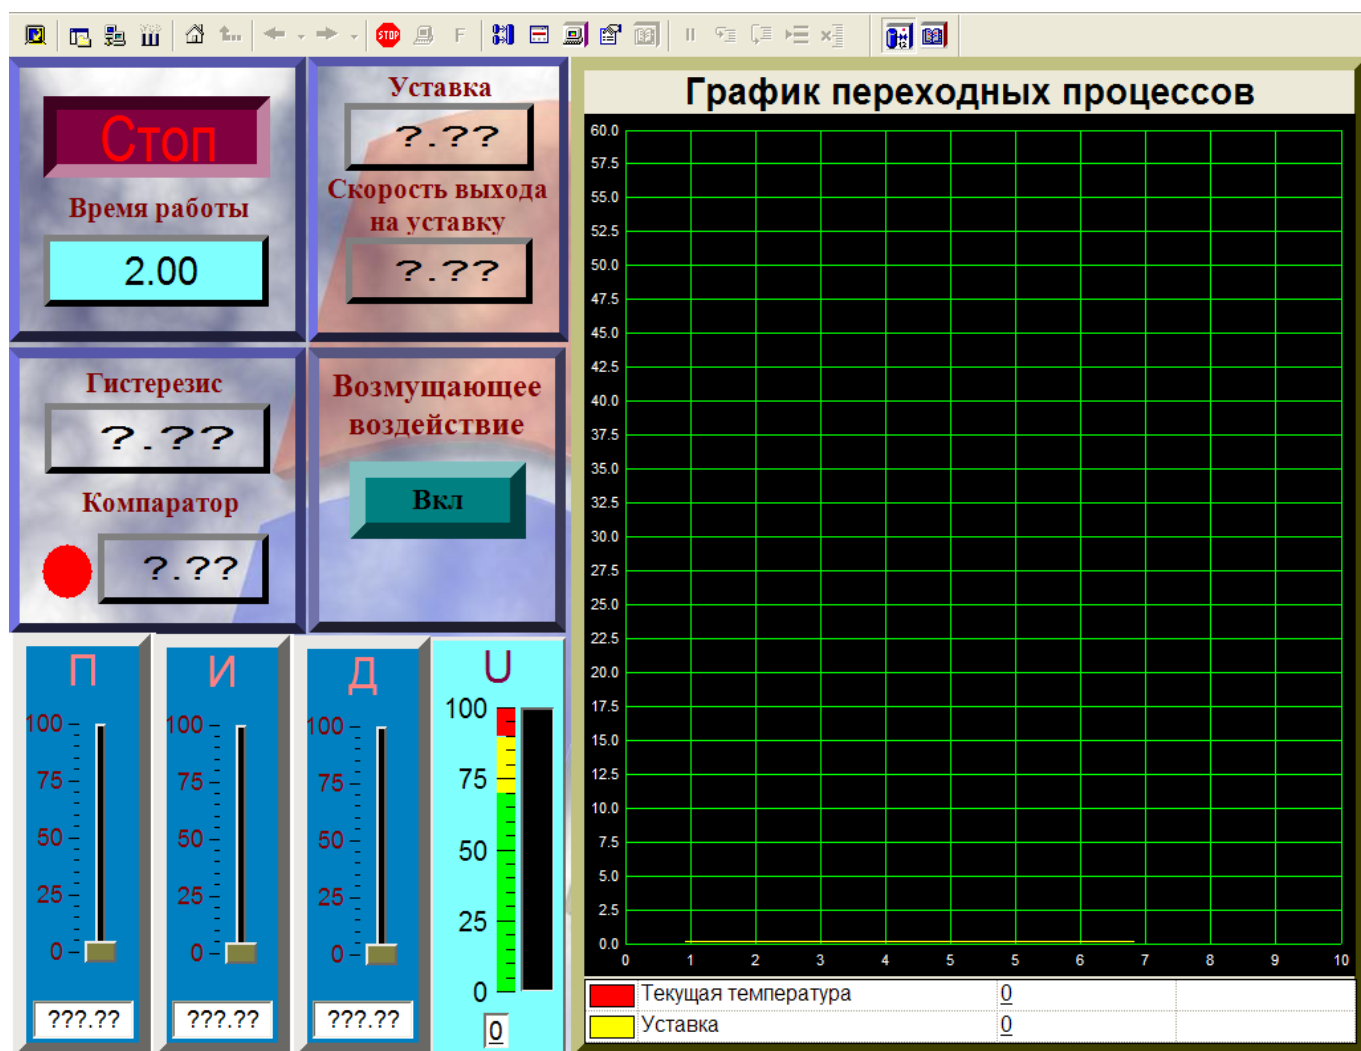 STOP
F
12
Стоп
Время работы
2.00
Уставка
?.??
Скорость выхода
на уставку
?.??
Гистерезис
?.??
Компаратор
?.??
Возмущающее
воздействие
Вкл
П
100
75
50
25
0
???.??
И
100
75
50
25
0
???.??
Д
100
75
50
25
0
???.??
U
100
75
50
25
0
0
График переходных процессов
60.0
57.5
55.0
52.5
50.0
47.5
45.0
42.5
40.0
37.5
35.0
32.5
30.0
27.5
25.0
22.5
20.0
17.5
15.0
12.5
10.0
7.5
5.0
2.5
0.0
0 1 2 3 4 5 5 6 7 8 9 10
Текущая температура 0
Уставка 0